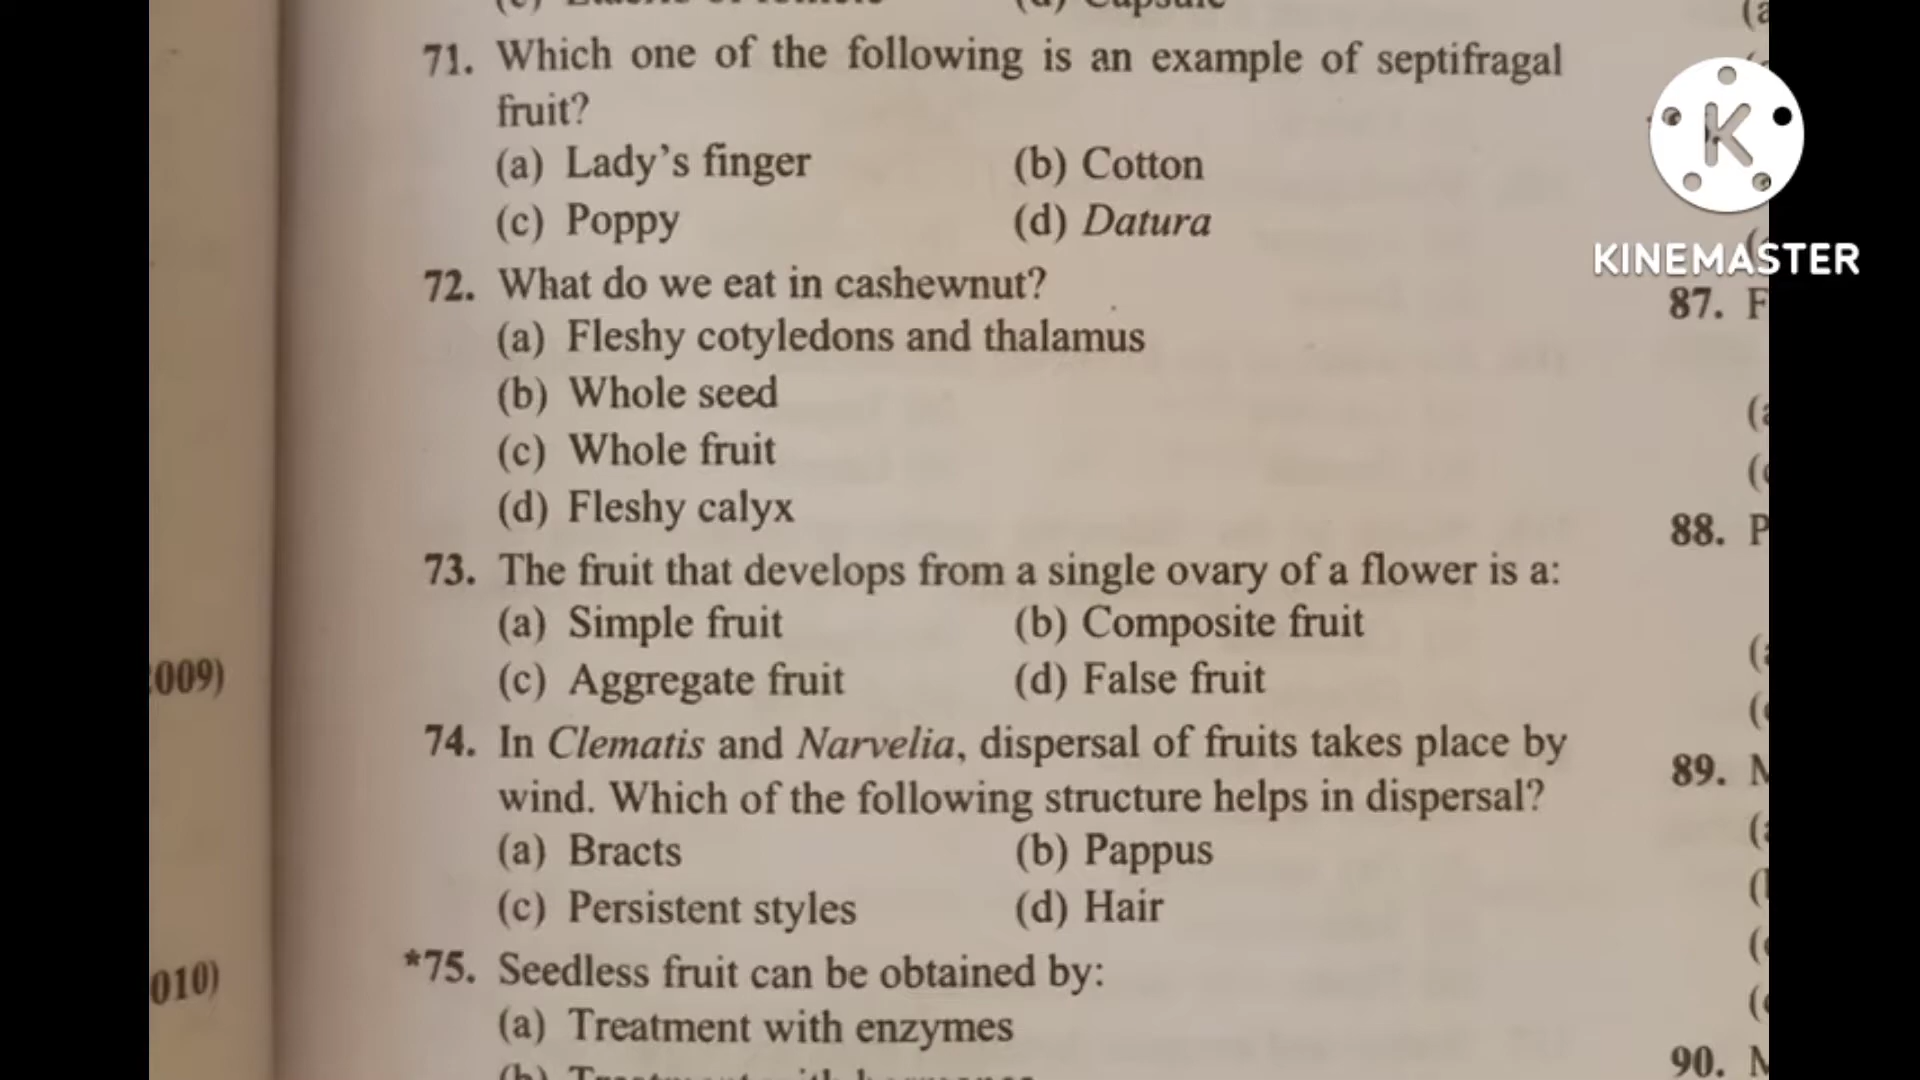 71. Which one of the following is an example of septifragal
fruit?
(a) Lady's finger (b) Cotton
(c) Poppy (d) Datura
72. What do we eat in cashewnut?
(a) Fleshy cotyledons and thalamus
(b) Whole seed
(c) Whole fruit
(d) Fleshy calyx
73. The fruit that develops from a single ovary of a flower is a:
(a) Simple fruit (b) Composite fruit
(c) Aggregate fruit (d) False fruit
74. In Clematis and Narvelia, dispersal of fruits takes place by
wind. Which of the following structure helps in dispersal?
(a) Bracts (b) Pappus
(c) Persistent styles (d) Hair
*75. Seedless fruit can be obtained by:
(a) Treatment with enzymes
009)
010)
K
KINEMASTER
87. F
88. P
89.
90.